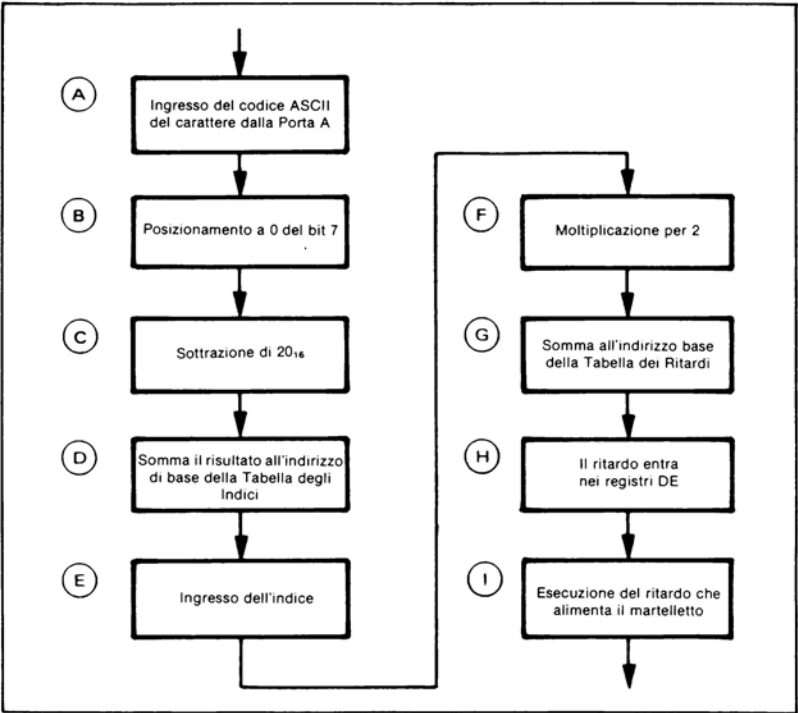 A
Ingresso del codice ASCII
del carattere dalla Porta A
B
Posizionamento a 0 del bit 7
C
Sottrazione di 20₁₆
D
Somma il risultato all'indirizzo
di base della Tabella degli
Indici
E
Ingresso dell'indice
F
Moltiplicazione per 2
G
Somma all'indirizzo base
della Tabella dei Ritardi
H
Il ritardo entra
nei registri DE
I
Esecuzione del ritardo che
alimenta il martelletto